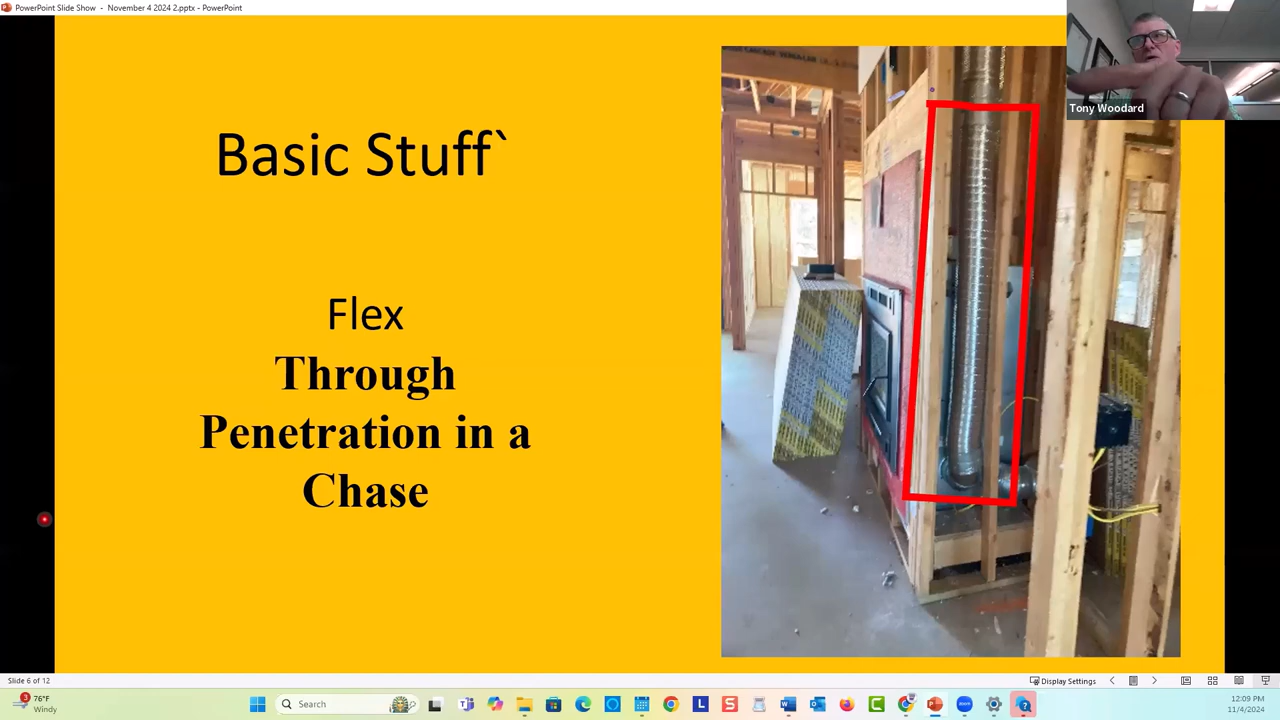 PowerPoint Slide Show - November 4 2024 2.pptx - PowerPoint
Tony Woodard
Basic Stuff`
Flex
Through
Penetration in a
Chase
Slide 6 of 12
Display Settings
3
76°F
Windy
Search
12:09 PM
11/4/2024